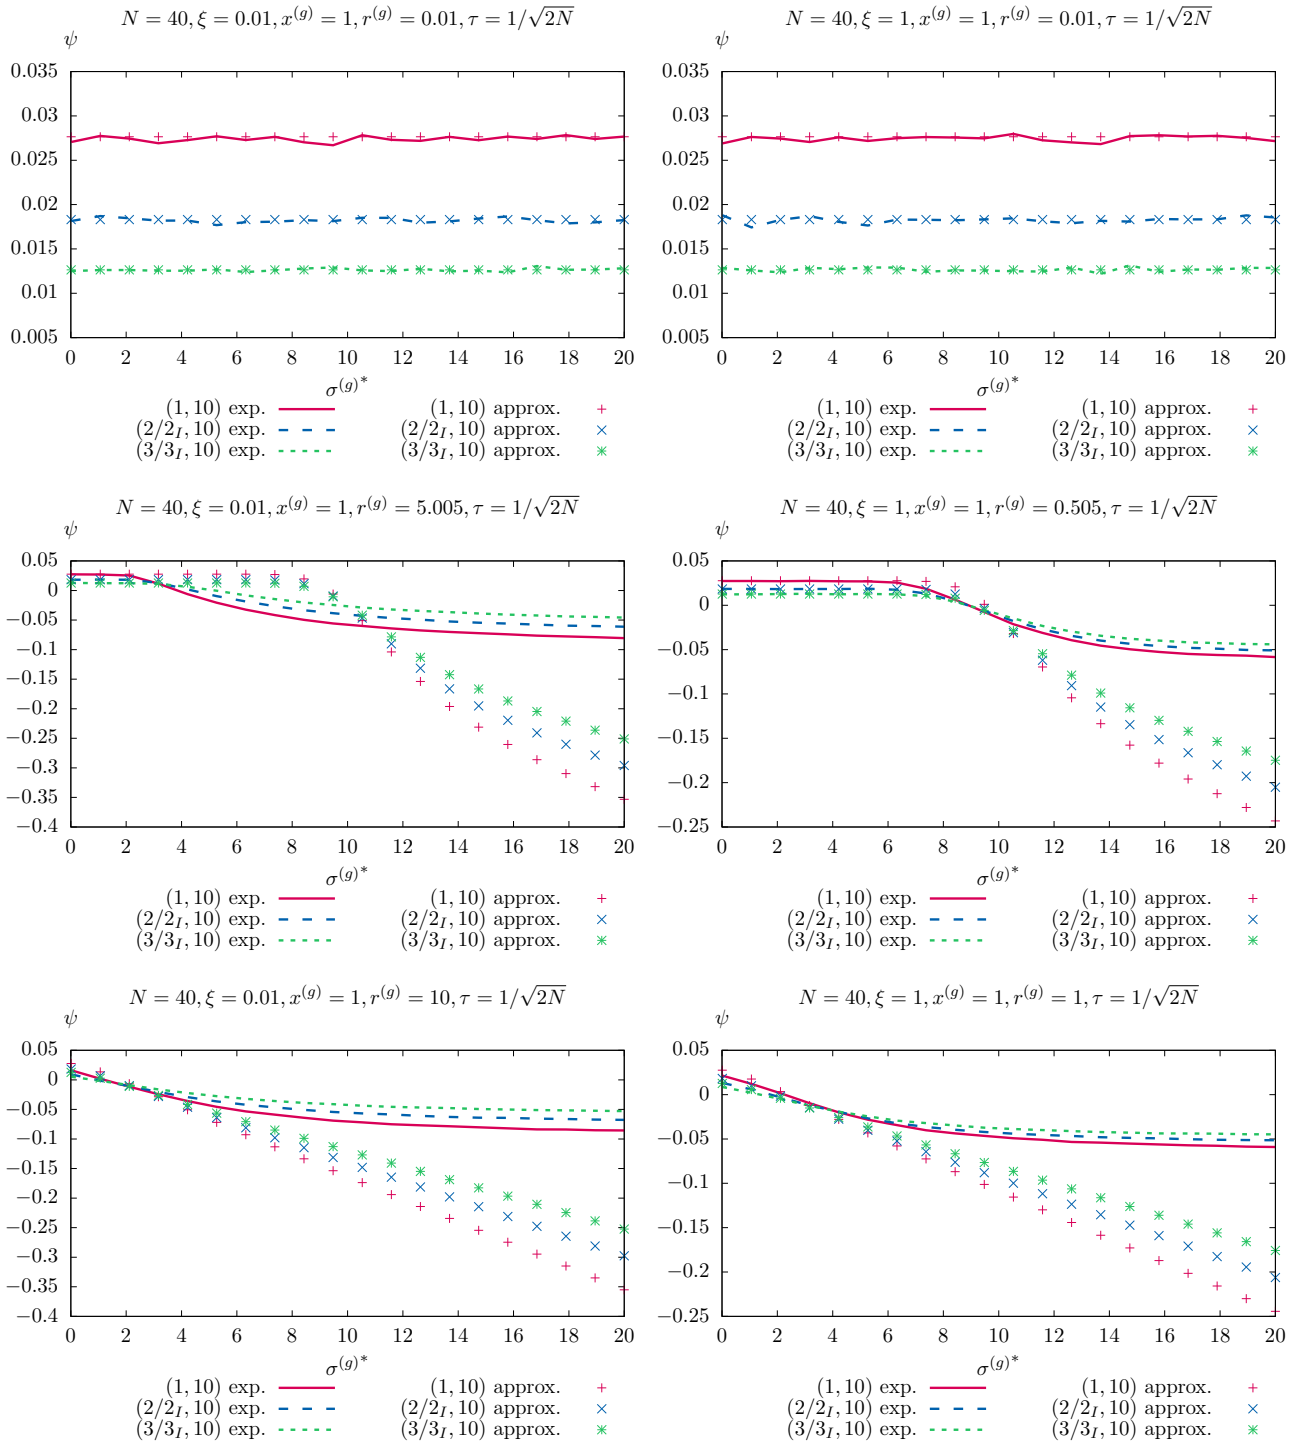 N = 40, ξ = 0.01, x^(g) = 1, r^(g) = 0.01, τ = 1/√2N
ψ
0.035
0.03
0.025
0.02
0.015
0.01
0.005
0 2 4 6 8 10 12 14 16 18 20
σ^(g)*
(1, 10) exp. (1, 10) approx.
(2/2_I, 10) exp. (2/2_I, 10) approx.
(3/3_I, 10) exp. (3/3_I, 10) approx.
N = 40, ξ = 1, x^(g) = 1, r^(g) = 0.01, τ = 1/√2N
ψ
0.035
0.03
0.025
0.02
0.015
0.01
0.005
0 2 4 6 8 10 12 14 16 18 20
σ^(g)*
(1, 10) exp. (1, 10) approx.
(2/2_I, 10) exp. (2/2_I, 10) approx.
(3/3_I, 10) exp. (3/3_I, 10) approx.
N = 40, ξ = 0.01, x^(g) = 1, r^(g) = 5.005, τ = 1/√2N
ψ
0.05
0
−0.05
−0.1
−0.15
−0.2
−0.25
−0.3
−0.35
−0.4
0 2 4 6 8 10 12 14 16 18 20
σ^(g)*
(1, 10) exp. (1, 10) approx.
(2/2_I, 10) exp. (2/2_I, 10) approx.
(3/3_I, 10) exp. (3/3_I, 10) approx.
N = 40, ξ = 1, x^(g) = 1, r^(g) = 0.505, τ = 1/√2N
ψ
0.05
0
−0.05
−0.1
−0.15
−0.2
−0.25
0 2 4 6 8 10 12 14 16 18 20
σ^(g)*
(1, 10) exp. (1, 10) approx.
(2/2_I, 10) exp. (2/2_I, 10) approx.
(3/3_I, 10) exp. (3/3_I, 10) approx.
N = 40, ξ = 0.01, x^(g) = 1, r^(g) = 10, τ = 1/√2N
ψ
0.05
0
−0.05
−0.1
−0.15
−0.2
−0.25
−0.3
−0.35
−0.4
0 2 4 6 8 10 12 14 16 18 20
σ^(g)*
(1, 10) exp. (1, 10) approx.
(2/2_I, 10) exp. (2/2_I, 10) approx.
(3/3_I, 10) exp. (3/3_I, 10) approx.
N = 40, ξ = 1, x^(g) = 1, r^(g) = 1, τ = 1/√2N
ψ
0.05
0
−0.05
−0.1
−0.15
−0.2
−0.25
0 2 4 6 8 10 12 14 16 18 20
σ^(g)*
(1, 10) exp. (1, 10) approx.
(2/2_I, 10) exp. (2/2_I, 10) approx.
(3/3_I, 10) exp. (3/3_I, 10) approx.